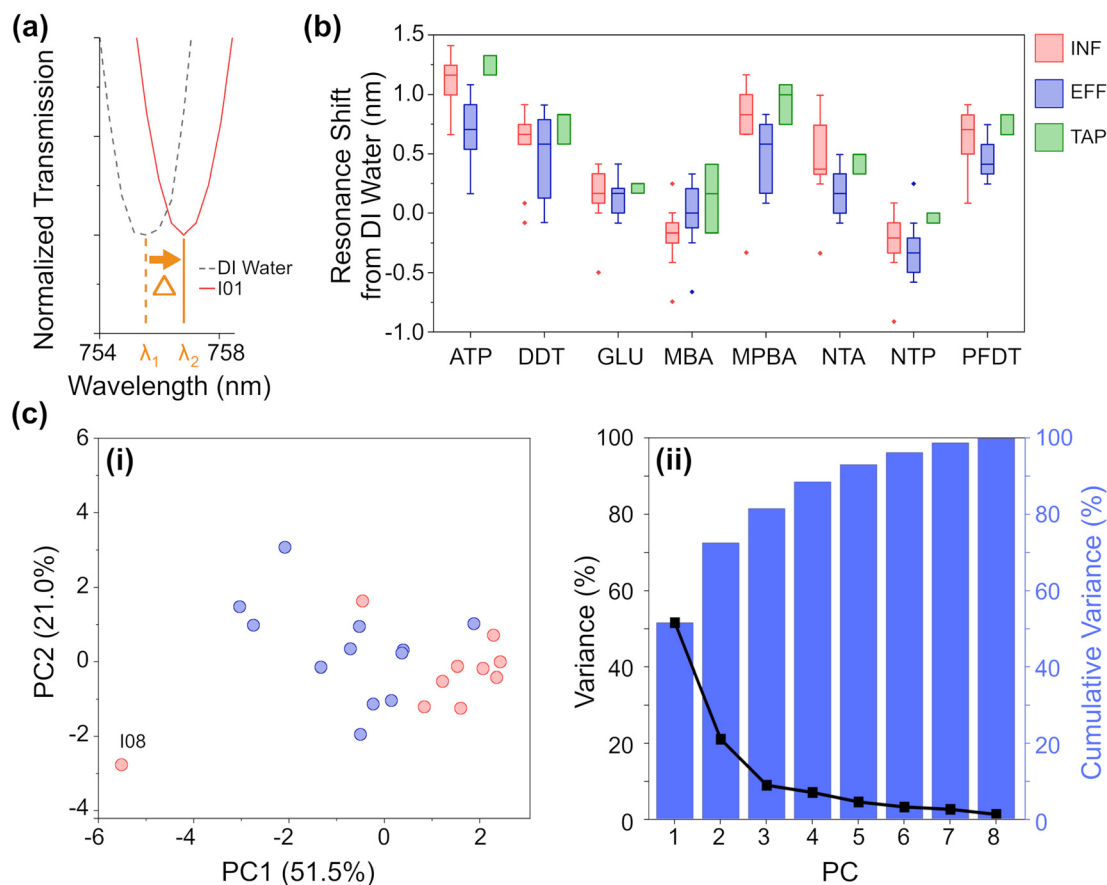 (a)
Normalized Transmission
DI Water
I01
Δ
754
λ1
λ2
758
Wavelength (nm)
(b)
Resonance Shift
from DI Water (nm)
1.5
1.0
0.5
0.0
-0.5
-1.0
ATP DDT GLU MBA MPBA NTA NTP PFDT
INF
EFF
TAP
(c)
(i)
PC2 (21.0%)
6
4
2
0
-2
-4
I08
-6 -4 -2 0 2
PC1 (51.5%)
(ii)
Variance (%)
100
80
60
40
20
0
1 2 3 4 5 6 7 8
PC
100
80
60
40
20
0
Cumulative Variance (%)